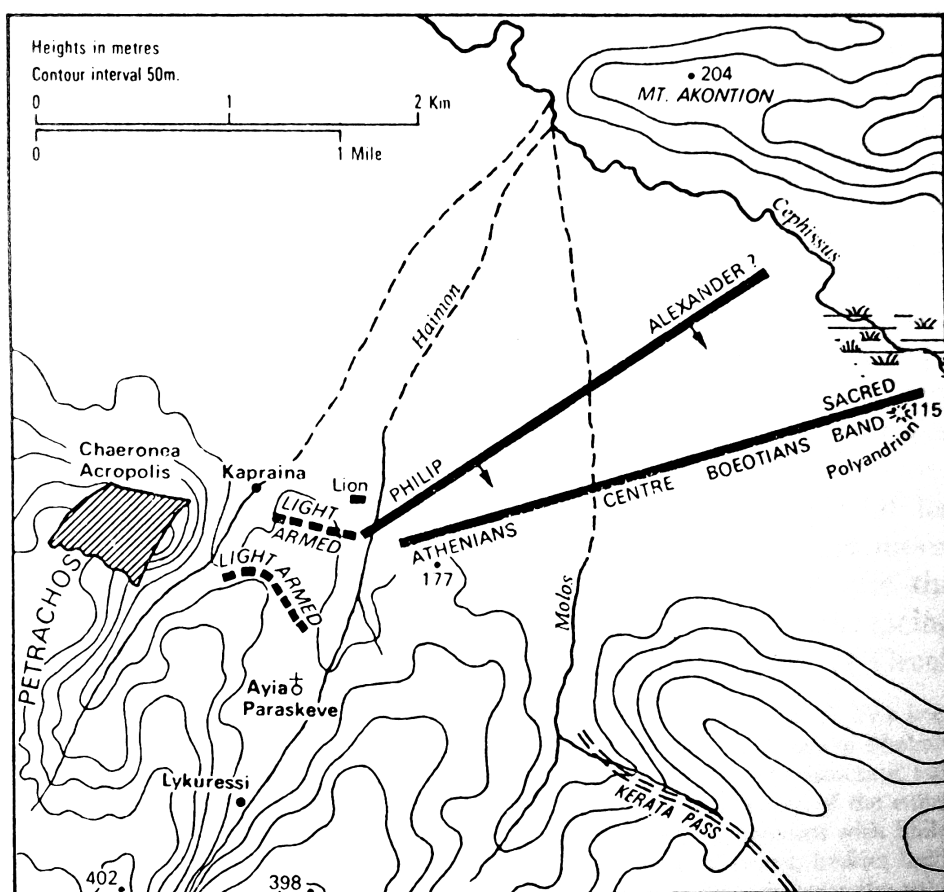 Heights in metres
Contour interval 50m.
0 1 2 Km
0 1 Mile
204
MT. AKONTION
Cephissus
Haimon
ALEXANDER ?
SACRED
BAND
115
Polyandrion
BOEOTIANS
CENTRE
ATHENIANS
PHILIP
Chaeronea
Acropolis
Kapraina
Lion
LIGHT
ARMED
LIGHT ARMED
177
PETRACHOS
Molos
Ayia
Paraskeve
Lykuressi
KERATA PASS
402
398